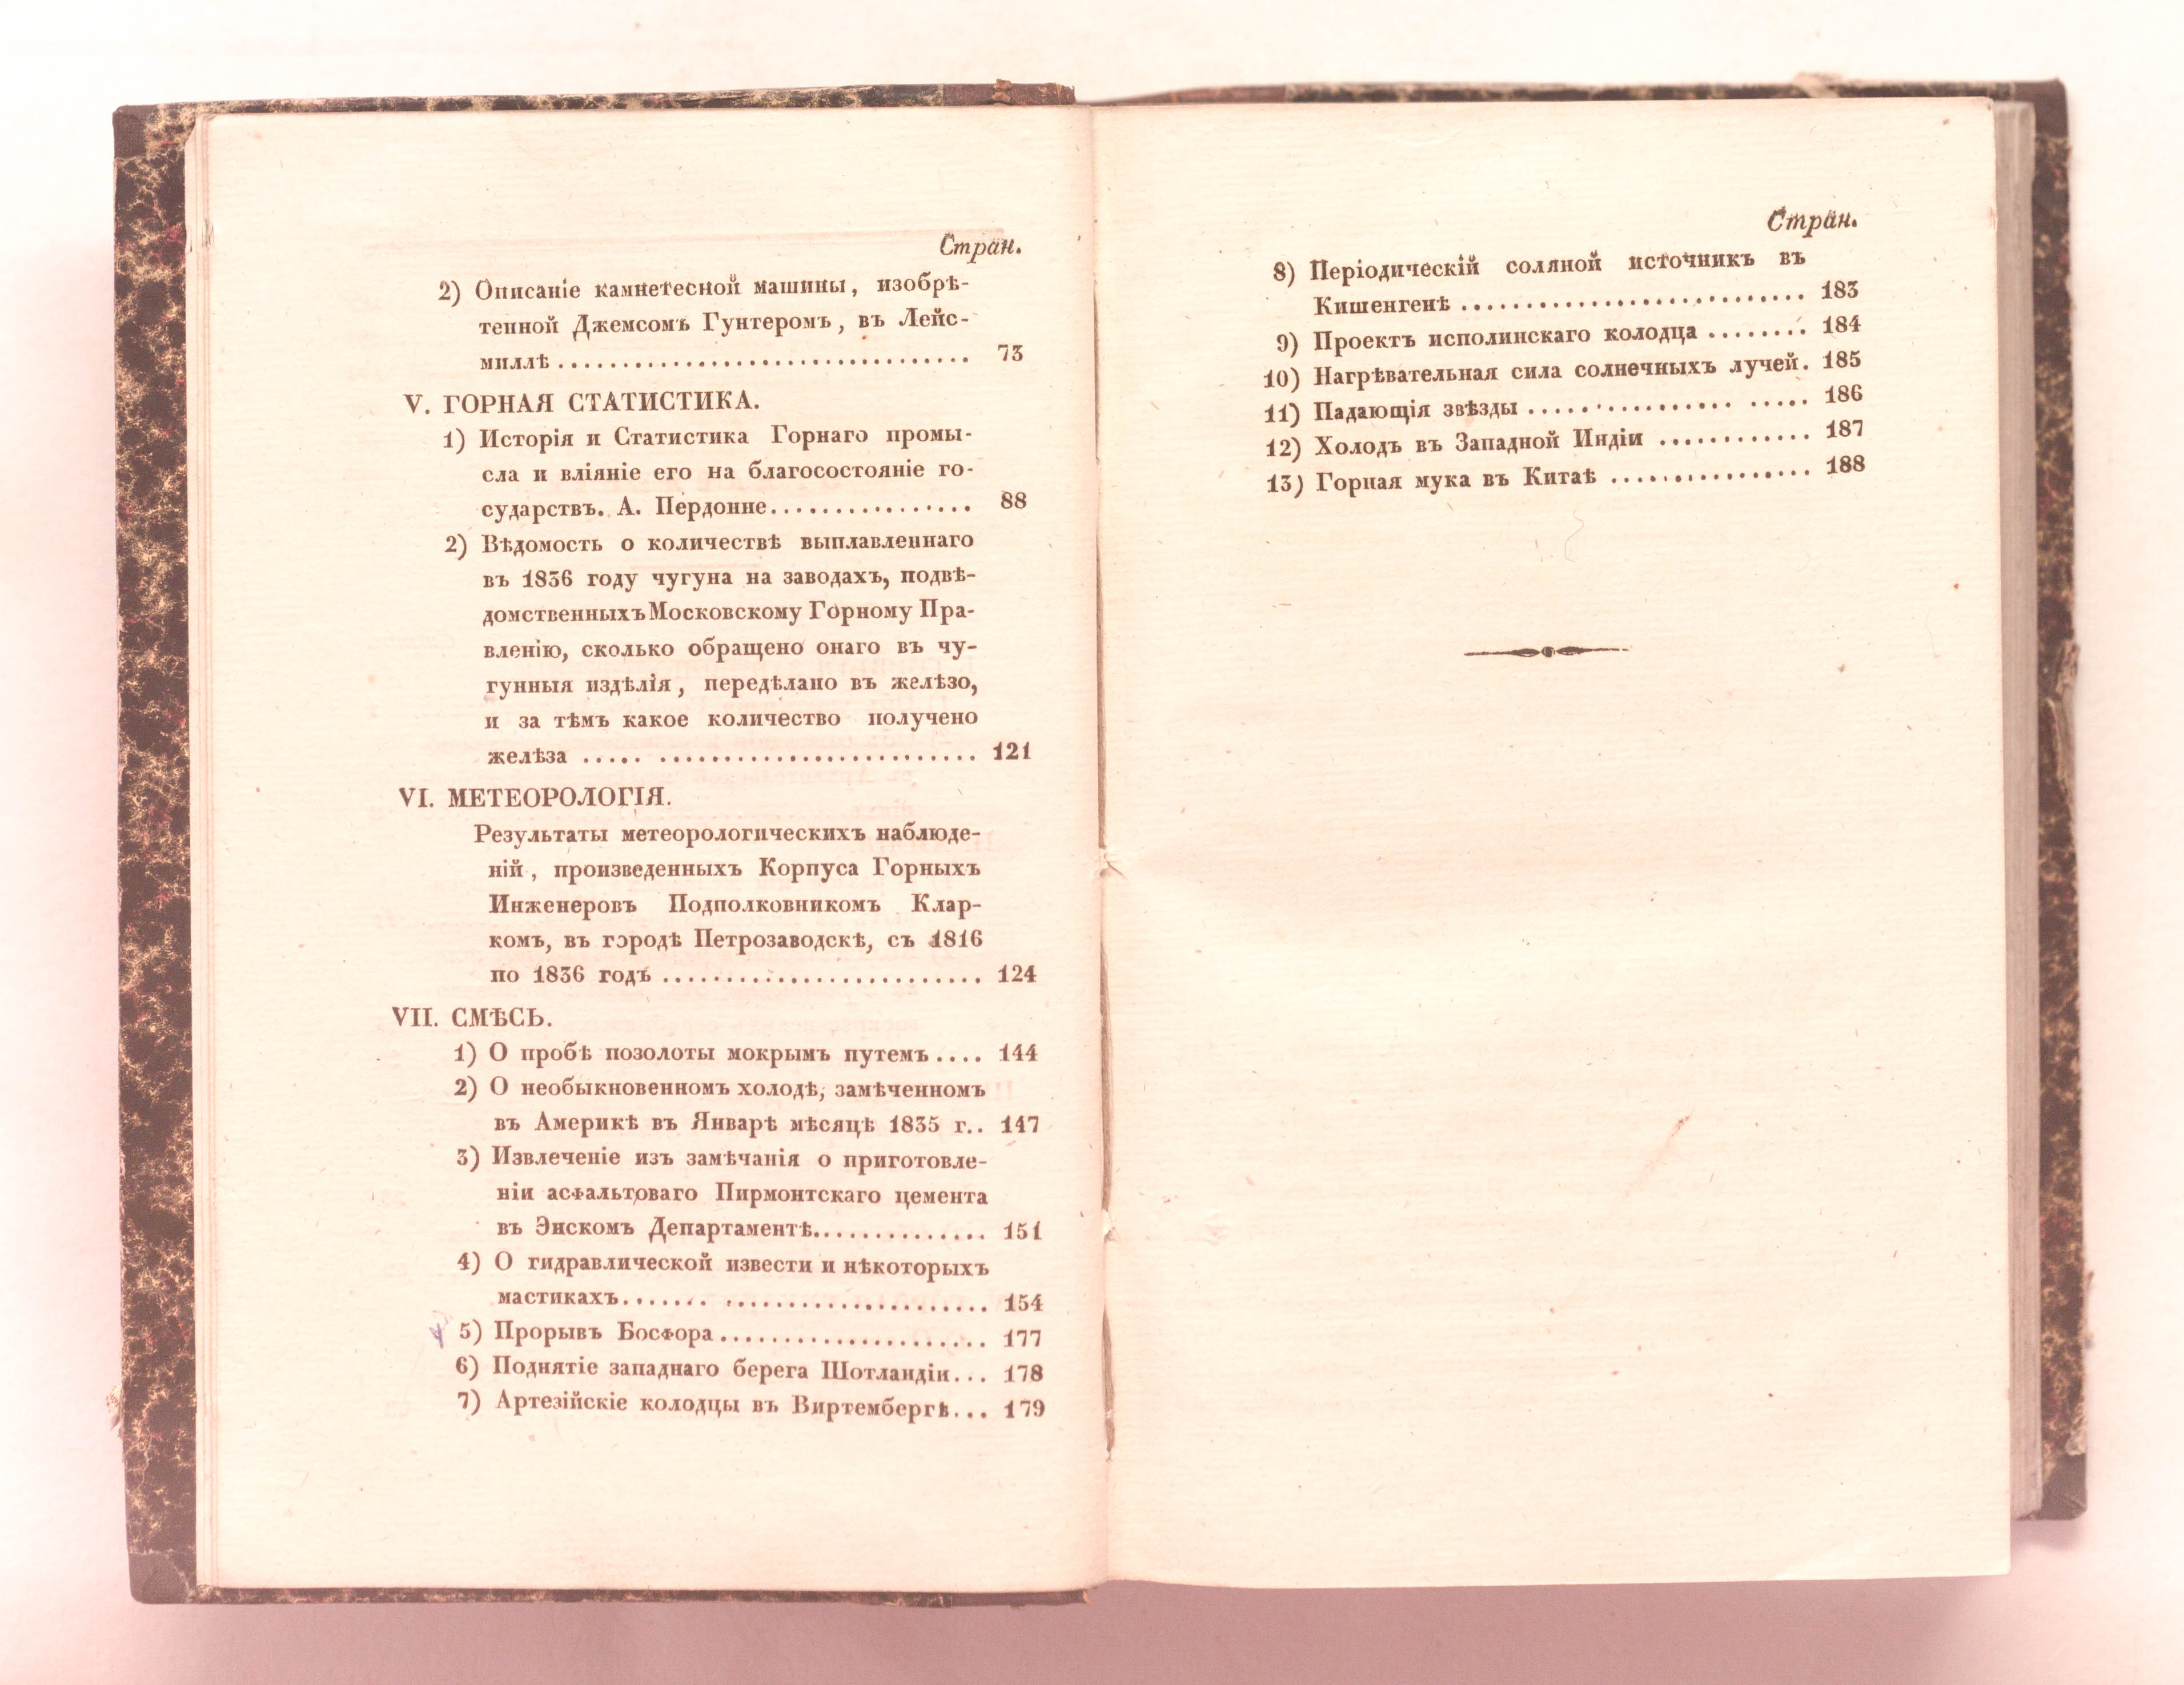 Стран.
2) Описаніе камнетесной машины, изобрѣ-
тенной Джемсомъ Гунтеромъ, въ Лейс-
миллѣ ................................ 73
V. ГОРНАЯ СТАТИСТИКА.
1) Исторія и Статистика Горнаго промы-
сла и вліяніе его на благосостояніе го-
сударствъ. А. Пердонне................ 88
2) Вѣдомость о количествѣ выплавленнаго
въ 1836 году чугуна на заводахъ, подвѣ-
домственныхъ Московскому Горному Пра-
вленію, сколько обращено онаго въ чу-
гунныя издѣлія, передѣлано въ желѣзо,
и за тѣмъ какое количество получено
желѣза ..... ......................... 121
VI. МЕТЕОРОЛОГІЯ.
Результаты метеорологическихъ наблюде-
ній, произведенныхъ Корпуса Горныхъ
Инженеровъ Подполковникомъ Клар-
комъ, въ городѣ Петрозаводскѣ, съ 1816
по 1836 годъ .......................... 124
VII. СМѢСЬ.
1) О пробѣ позолоты мокрымъ путемъ.... 144
2) О необыкновенномъ холодѣ, замѣченномъ
въ Америкѣ въ Январѣ мѣсяцѣ 1835 г.. 147
3) Извлеченіе изъ замѣчанія о приготовле-
ніи асфальтоваго Пирмонтскаго цемента
въ Энскомъ Департаментѣ.............. 151
4) О гидравлической извести и нѣкоторыхъ
мастикахъ....... ..................... 154
5) Прорывъ Босфора..................... 177
6) Поднятіе западнаго берега Шотландіи... 178
7) Артезійскіе колодцы въ Виртембергѣ... 179
Стран.
8) Періодическій соляной источникъ въ
Кишенгенѣ ........................... 183
9) Проектъ исполинскаго колодца ........ 184
10) Нагрѣвательная сила солнечныхъ лучей. 185
11) Падающія звѣзды ................ ..... 186
12) Холодъ въ Западной Индіи ............ 187
13) Горная мука въ Китаѣ ................ 188